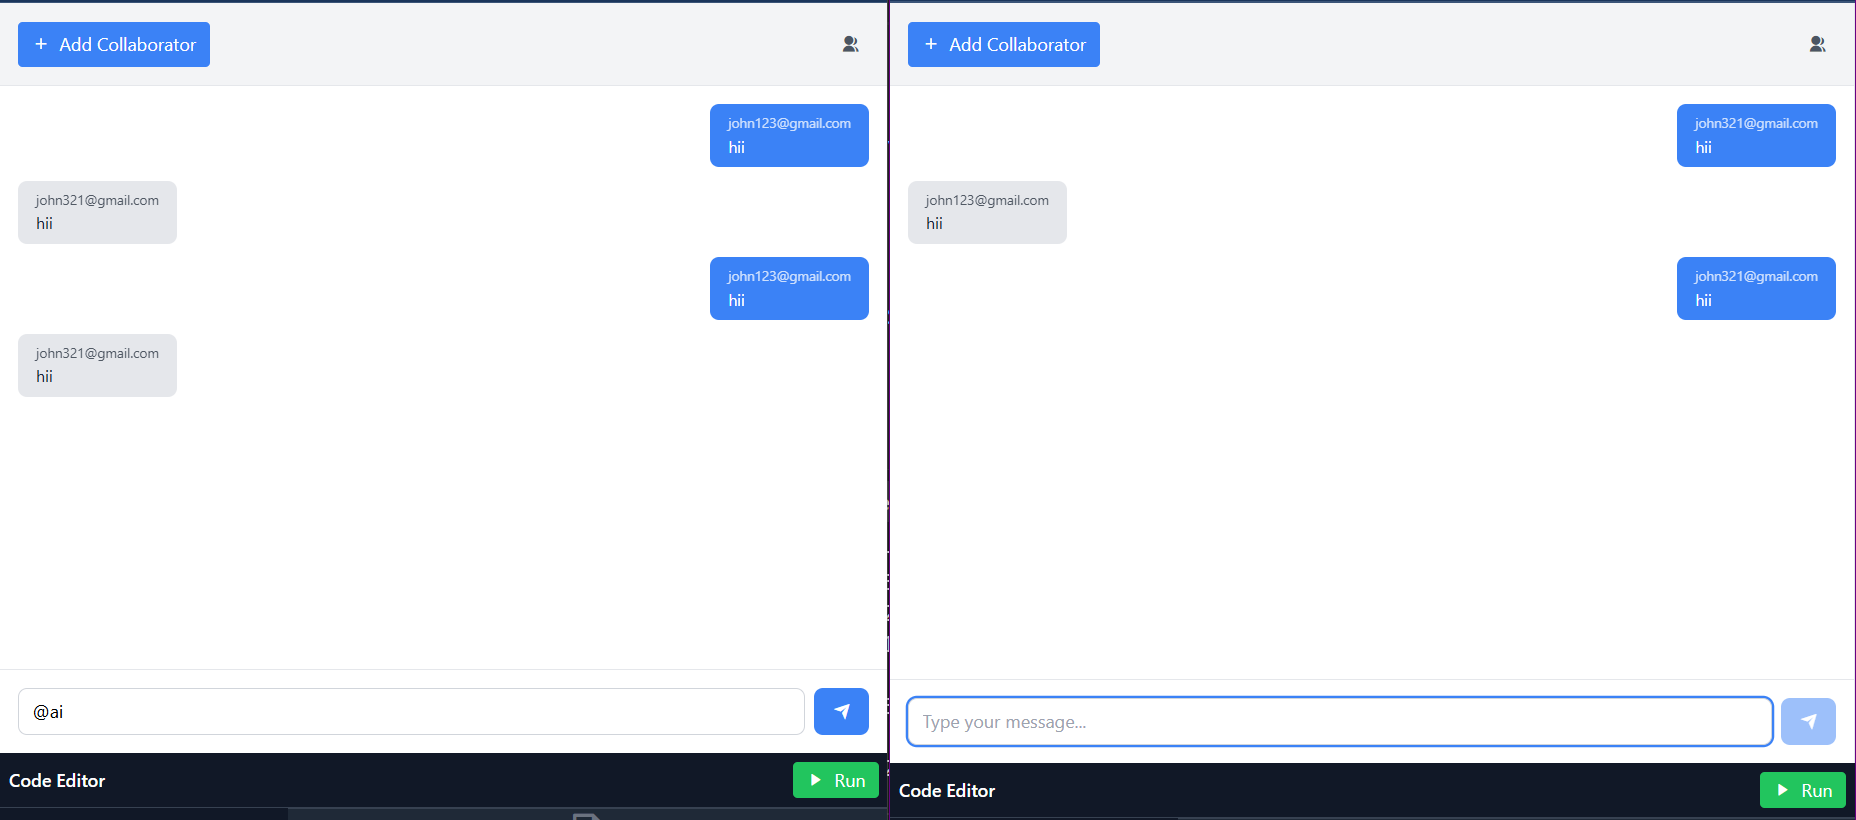 + Add Collaborator
john123@gmail.com
hii
john321@gmail.com
hii
john123@gmail.com
hii
john321@gmail.com
hii
@ai
Code Editor
Run
+ Add Collaborator
john321@gmail.com
hii
john123@gmail.com
hii
john321@gmail.com
hii
Type your message...
Code Editor
Run